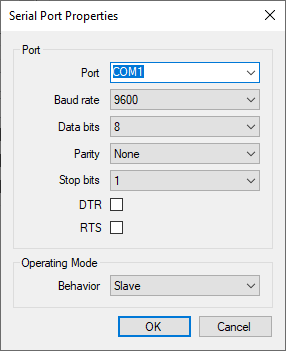 Serial Port Properties
Port
Port COM1
Baud rate 9600
Data bits 8
Parity None
Stop bits 1
DTR
RTS
Operating Mode
Behavior Slave
OK Cancel